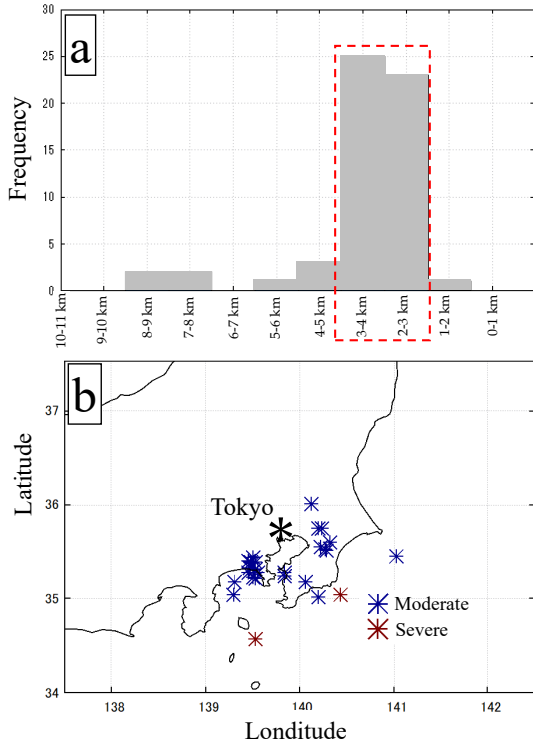 30
a
25
20
Frequency
15
10
5
0
10-11 km
9-10 km
8-9 km
7-8 km
6-7 km
5-6 km
4-5 km
3-4 km
2-3 km
1-2 km
0-1 km
b
37
Latitude
36
Tokyo
35
Moderate
Severe
34
138
139
140
141
142
Londitude